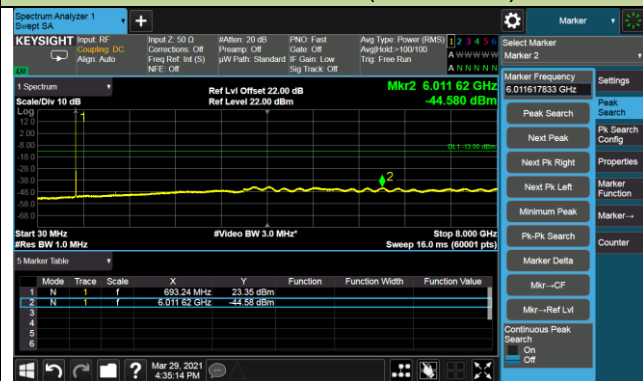 Spectrum Analyzer 1
Swept SA
Marker
KEYSIGHT
Input: RF
Coupling: DC
Align: Auto
Input Z: 50 Ω
Corrections: Off
Freq Ref: Int (S)
NFE: Off
#Atten: 20 dB
Preamp: Off
µW Path: Standard
PNO: Fast
Gate: Off
IF Gain: Low
Sig Track: Off
Avg Type: Power (RMS)
Avg|Hold:>100/100
Trig: Free Run
1 2 3 4 5 6
A W W W W W
A N N N N N
Select Marker
Marker 2
1 Spectrum
Scale/Div 10 dB
Log
Ref Lvl Offset 22.00 dB
Ref Level 22.00 dBm
Mkr2 6.011 62 GHz
-44.580 dBm
12.0
2.00
-8.00
-18.0
-28.0
-38.0
-48.0
-58.0
-68.0
1
DL1 -13.00 dBm
2
Start 30 MHz
#Res BW 1.0 MHz
#Video BW 3.0 MHz*
Stop 8.000 GHz
Sweep 16.0 ms (60001 pts)
5 Marker Table
Mode Trace Scale X Y Function Function Width Function Value
1 N 1 f 693.24 MHz 23.35 dBm
2 N 1 f 6.011 62 GHz -44.58 dBm
3
4
5
6
Marker Frequency
6.011617833 GHz
Peak Search
Next Peak
Next Pk Right
Next Pk Left
Minimum Peak
Pk-Pk Search
Marker Delta
Mkr→CF
Mkr→Ref Lvl
Continuous Peak
Search
On
Off
Settings
Peak
Search
Pk Search
Config
Properties
Marker
Function
Marker→
Counter
Mar 29, 2021
4:35:14 PM